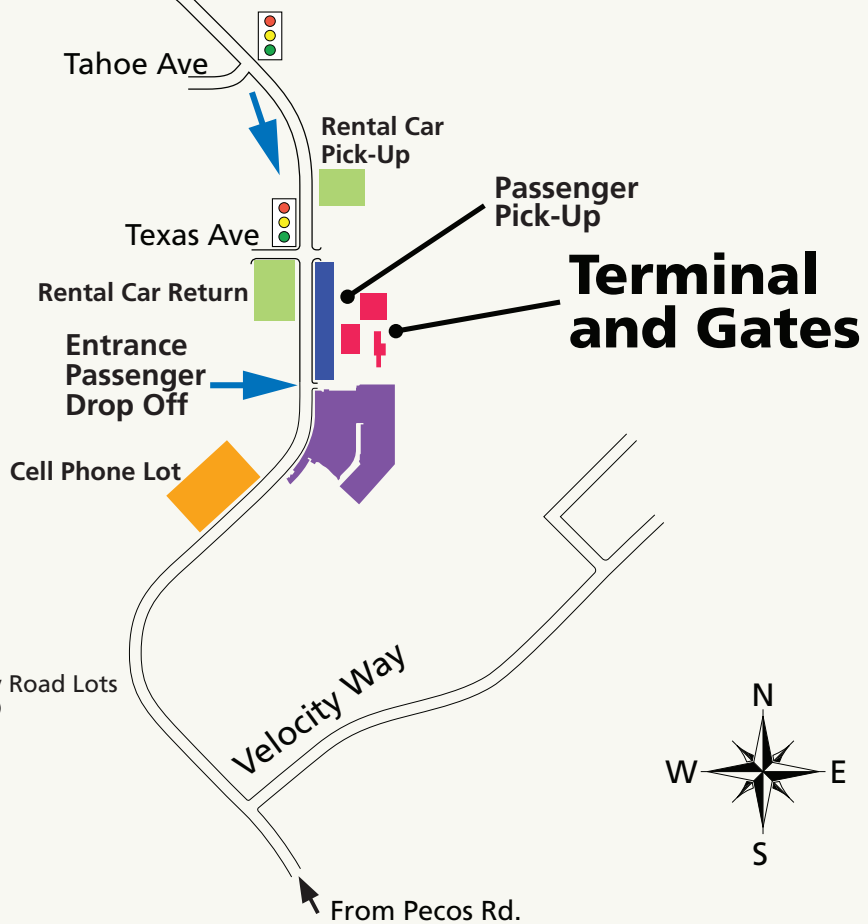 Tahoe Ave
Rental Car
Pick-Up
Passenger
Pick-Up
Texas Ave
Terminal
and Gates
Rental Car Return
Entrance
Passenger
Drop Off
Cell Phone Lot
Road Lots
Velocity Way
N
W
E
S
From Pecos Rd.